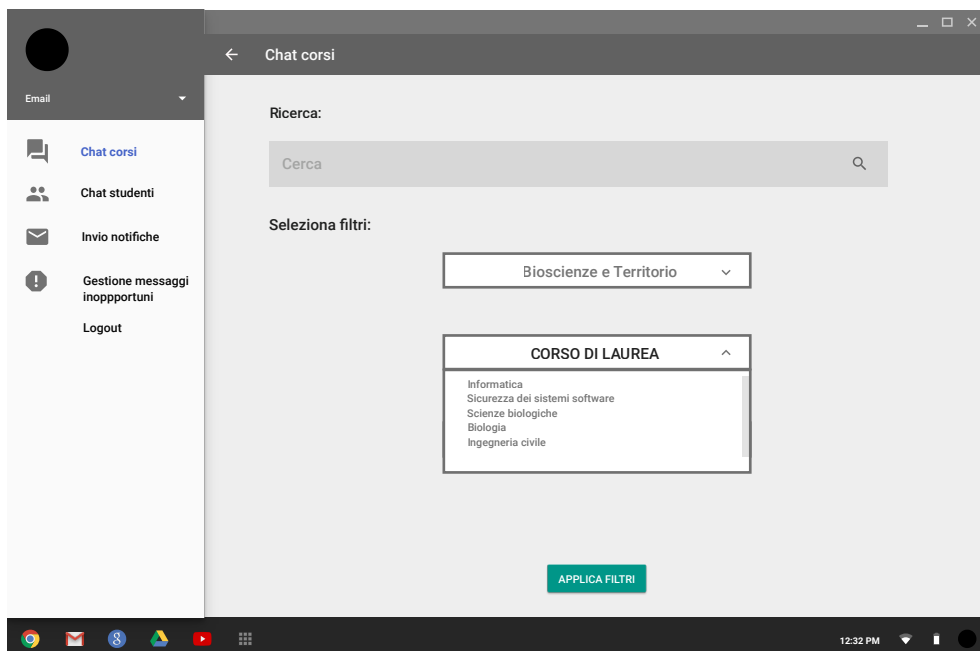 Chat corsi
Email
Ricerca:
Chat corsi
Cerca
Chat studenti
Seleziona filtri:
Invio notifiche
Bioscienze e Territorio
Gestione messaggi
inoppportuni
Logout
CORSO DI LAUREA
Informatica
Sicurezza dei sistemi software
Scienze biologiche
Biologia
Ingegneria civile
APPLICA FILTRI
8
12:32 PM